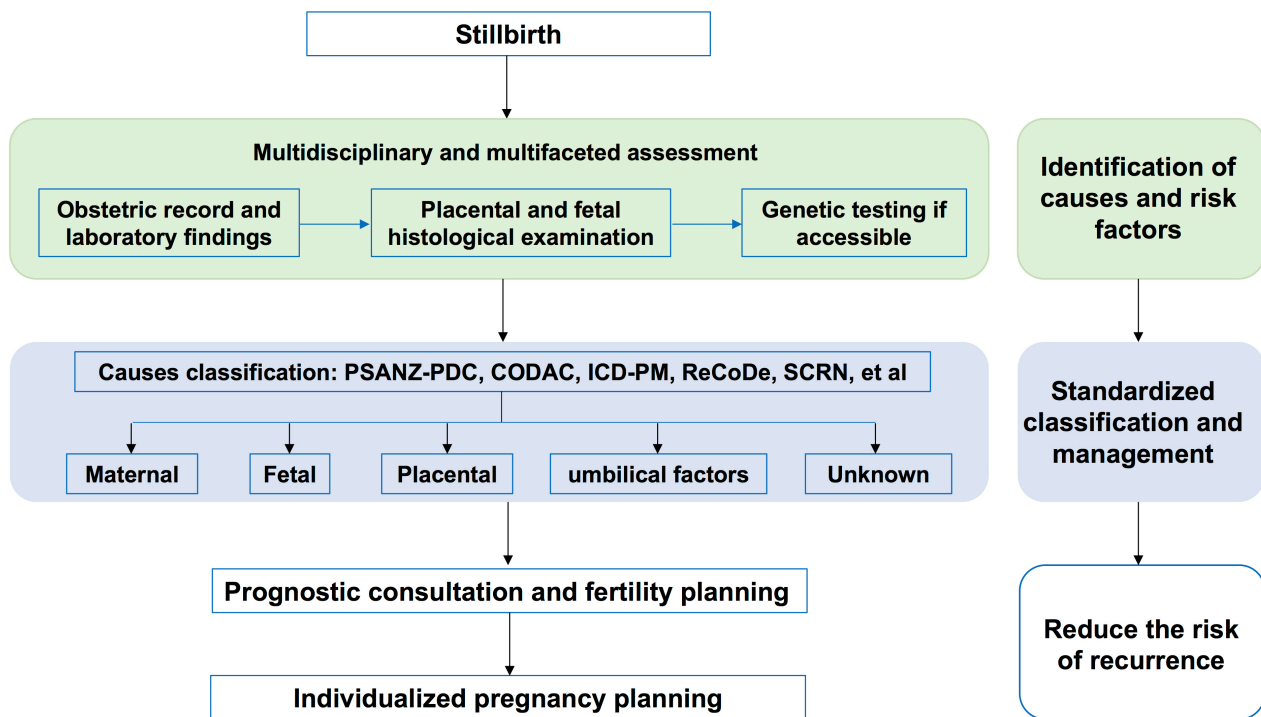 Stillbirth
Multidisciplinary and multifaceted assessment
Obstetric record and
laboratory findings
Placental and fetal
histological examination
Genetic testing if
accessible
Identification of
causes and risk
factors
Causes classification: PSANZ-PDC, CODAC, ICD-PM, ReCoDe, SCRN, et al
Maternal
Fetal
Placental
umbilical factors
Unknown
Standardized
classification and
management
Prognostic consultation and fertility planning
Individualized pregnancy planning
Reduce the risk
of recurrence